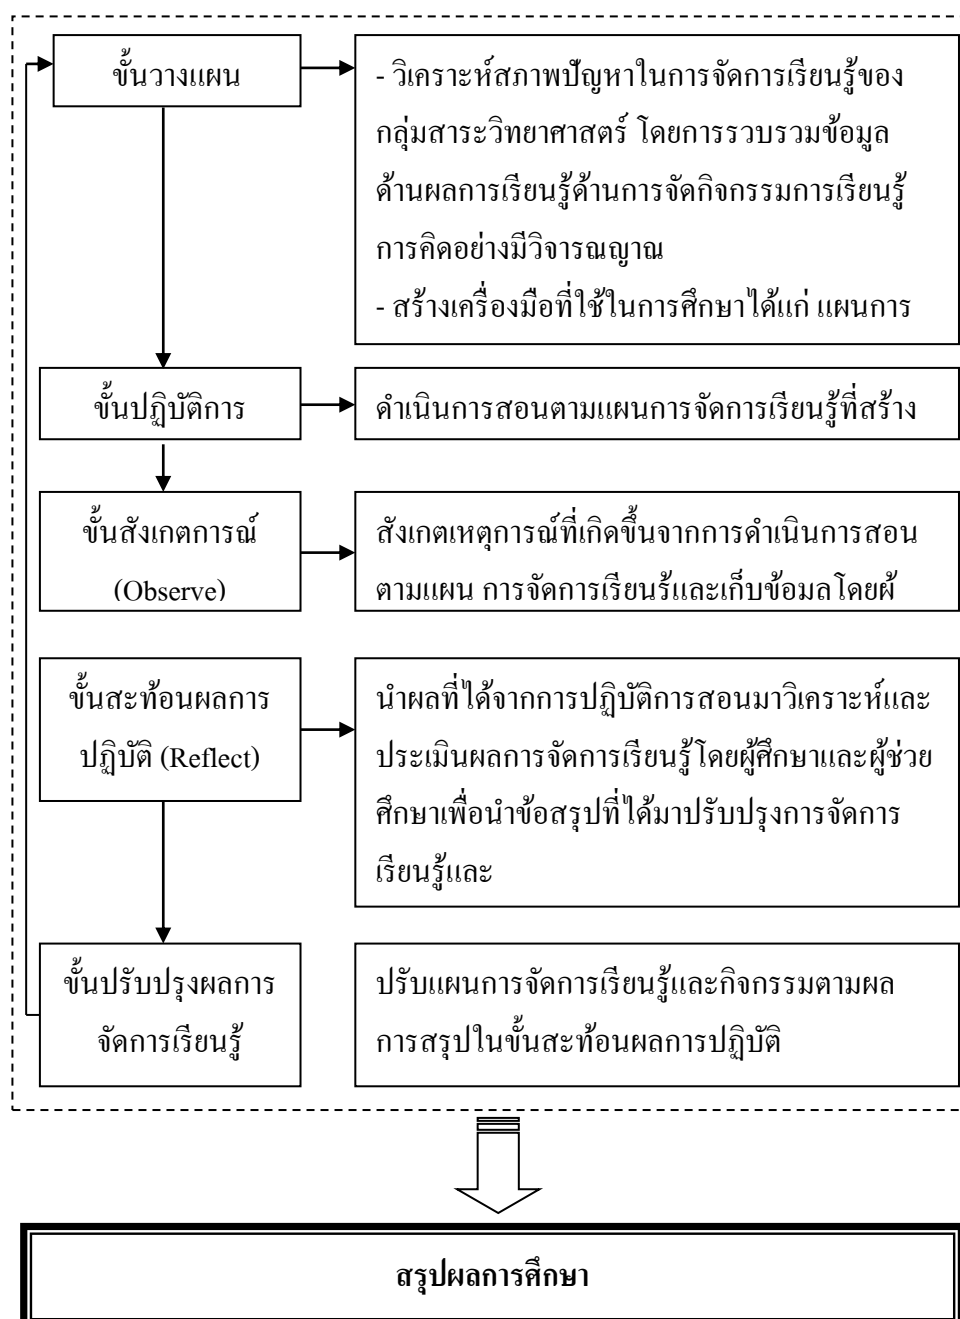 ขั้นวางแผน
- วิเคราะห์สภาพปัญหาในการจัดการเรียนรู้ของ
กลุ่มสาระวิทยาศาสตร์ โดยการรวบรวมข้อมูล
ด้านผลการเรียนรู้ด้านการจัดกิจกรรมการเรียนรู้
การคิดอย่างมีวิจารณญาณ
- สร้างเครื่องมือที่ใช้ในการศึกษาได้แก่ แผนการ
ขั้นปฏิบัติการ
ดำเนินการสอนตามแผนการจัดการเรียนรู้ที่สร้าง
ขั้นสังเกตการณ์
(Observe)
สังเกตเหตุการณ์ที่เกิดขึ้นจากการดำเนินการสอน
ตามแผน การจัดการเรียนรู้และเก็บข้อมูลโดยผู้
ขั้นสะท้อนผลการ
ปฏิบัติ (Reflect)
นำผลที่ได้จากการปฏิบัติการสอนมาวิเคราะห์และ
ประเมินผลการจัดการเรียนรู้โดยผู้ศึกษาและผู้ช่วย
ศึกษาเพื่อนำข้อสรุปที่ได้มาปรับปรุงการจัดการ
เรียนรู้และ
ขั้นปรับปรุงผลการ
จัดการเรียนรู้
ปรับแผนการจัดการเรียนรู้และกิจกรรมตามผล
การสรุปในขั้นสะท้อนผลการปฏิบัติ
สรุปผลการศึกษา